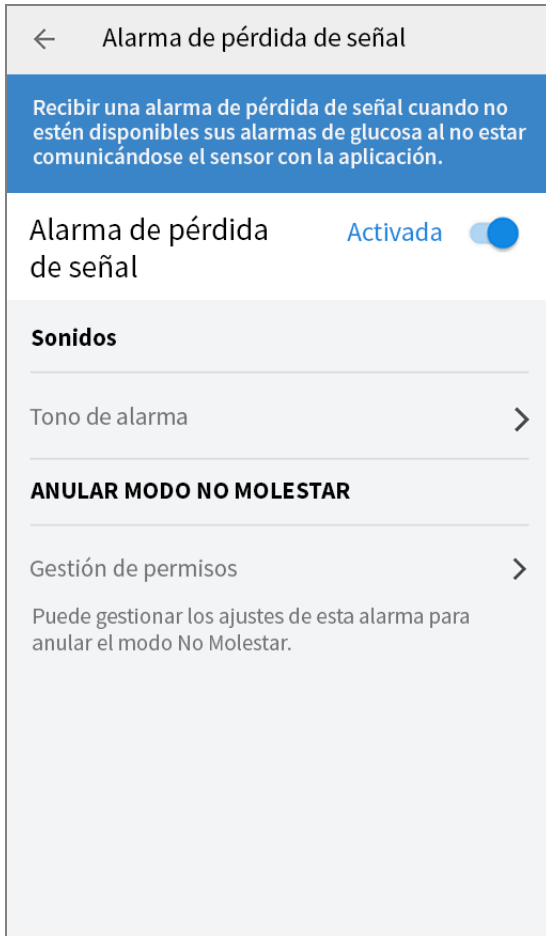 Alarma de pérdida de señal
Recibir una alarma de pérdida de señal cuando no
estén disponibles sus alarmas de glucosa al no estar
comunicándose el sensor con la aplicación.
Alarma de pérdida
de señal
Activada
Sonidos
Tono de alarma
ANULAR MODO NO MOLESTAR
Gestión de permisos
Puede gestionar los ajustes de esta alarma para
anular el modo No Molestar.